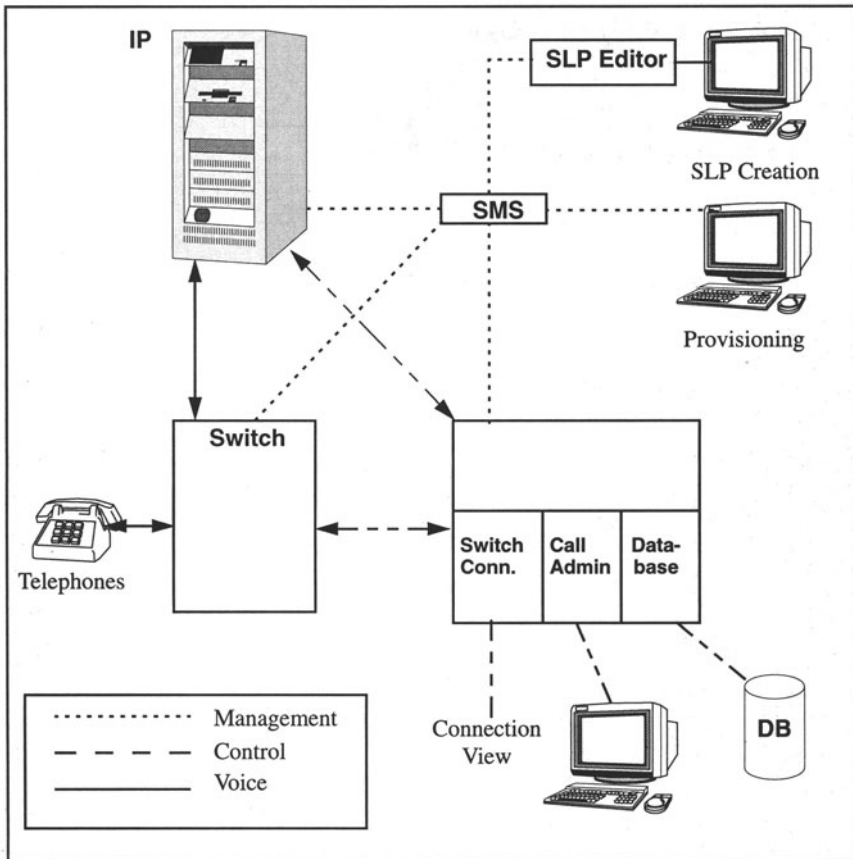 IP
SLP Editor
SLP Creation
SMS
Provisioning
Switch
Switch
Conn.
Call
Admin
Data-
base
Telephones
Connection
View
DB
Management
Control
Voice